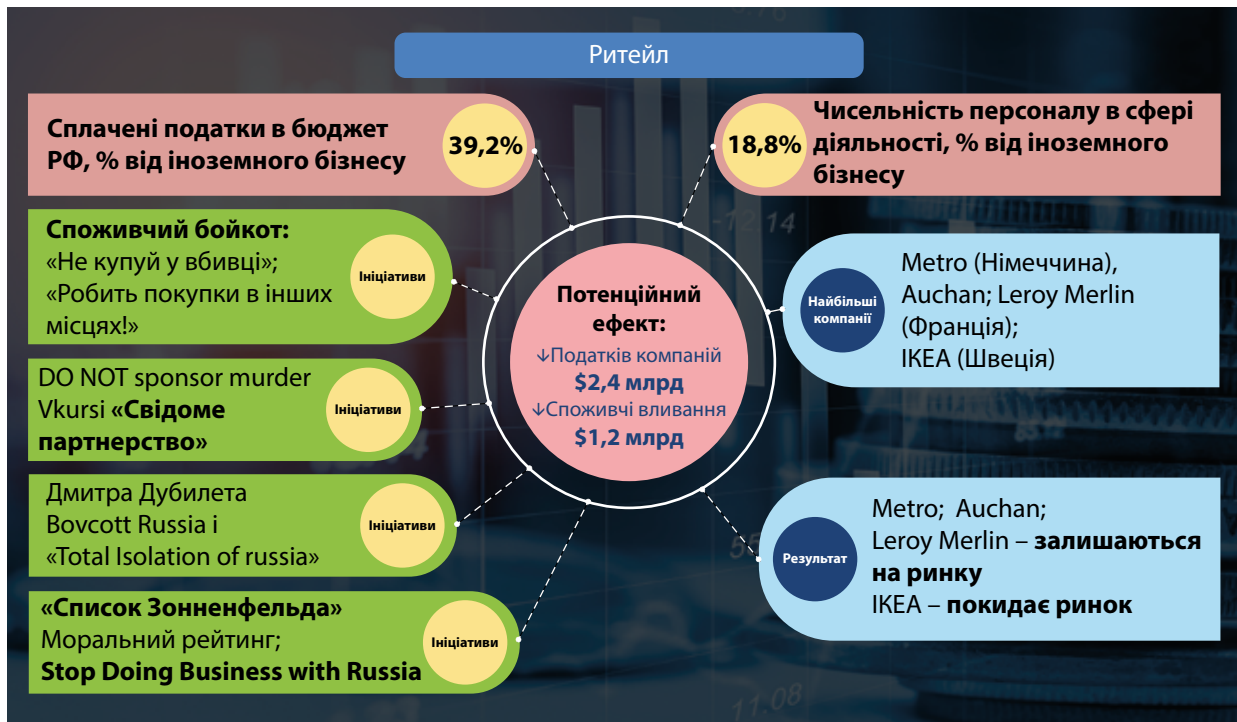 Ритейл
Сплачені податки в бюджет
РФ, % від іноземного бізнесу
39,2%
18,8%
Чисельність персоналу в сфері
діяльності, % від іноземного
бізнесу
Споживчий бойкот:
«Не купуй у вбивці»;
«Робить покупки в інших
місцях!»
Ініціативи
DO NOT sponsor murder
Vkursi «Свідоме
партнерство»
Ініціативи
Дмитра Дубилета
Bovcott Russia і
«Total Isolation of russia»
Ініціативи
«Список Зонненфельда»
Моральний рейтинг;
Stop Doing Business with Russia
Ініціативи
Потенційний
ефект:
↓Податків компаній
$2,4 млрд
↓Споживчі вливання
$1,2 млрд
Найбільші
компанії
Metro (Німеччина),
Auchan; Leroy Merlin
(Франція);
IKEA (Швеція)
Результат
Metro; Auchan;
Leroy Merlin – залишаються
на ринку
IKEA – покидає ринок
-12.14
11.08